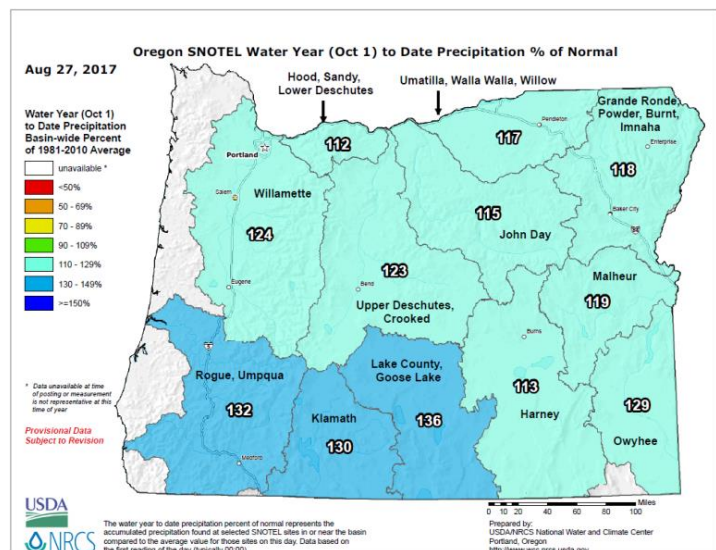 Oregon SNOTEL Water Year (Oct 1) to Date Precipitation % of Normal
Aug 27, 2017
Hood, Sandy,
Lower Deschutes
Umatilla, Walla Walla, Willow
Water Year (Oct 1)
to Date Precipitation
Basin-wide Percent
of 1981-2010 Average
unavailable *
<50%
50 - 69%
70 - 89%
90 - 109%
110 - 129%
130 - 149%
>=150%
* Data unavailable at time
of posting or measurement
is not representative at this
time of year
Provisional Data
Subject to Revision
Grande Ronde,
Powder, Burnt,
Imnaha
Pendleton
117
112
Portland
Enterprise
118
Salem
Willamette
115
John Day
Baker City
124
123
Malheur
Eugene
Bend
Upper Deschutes,
Crooked
119
Burns
Lake County,
Goose Lake
Rogue, Umpqua
113
132
Klamath
136
Harney
129
130
Owyhee
Medford
Miles
0 10 20 40 60 80 100
USDA
NRCS
The water year to date precipitation percent of normal represents the
accumulated precipitation found at selected SNOTEL sites in or near the basin
compared to the average value for those sites on this day. Data based on
the first reading of the day (typically 00:00)
Prepared by:
USDA/NRCS National Water and Climate Center
Portland, Oregon